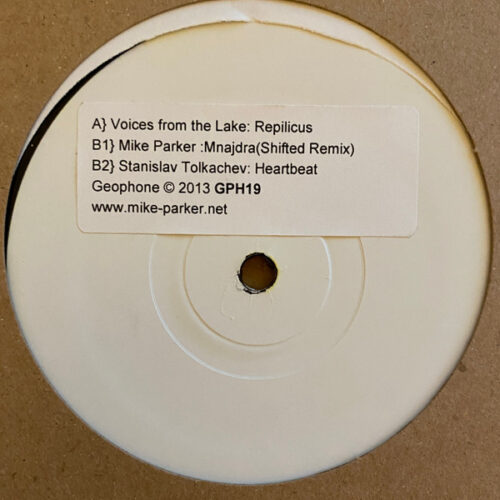 A} Voices from the Lake: Repilicus
B1} Mike Parker :Mnajdra(Shifted Remix)
B2} Stanislav Tolkachev: Heartbeat
Geophone © 2013 GPH19
www.mike-parker.net